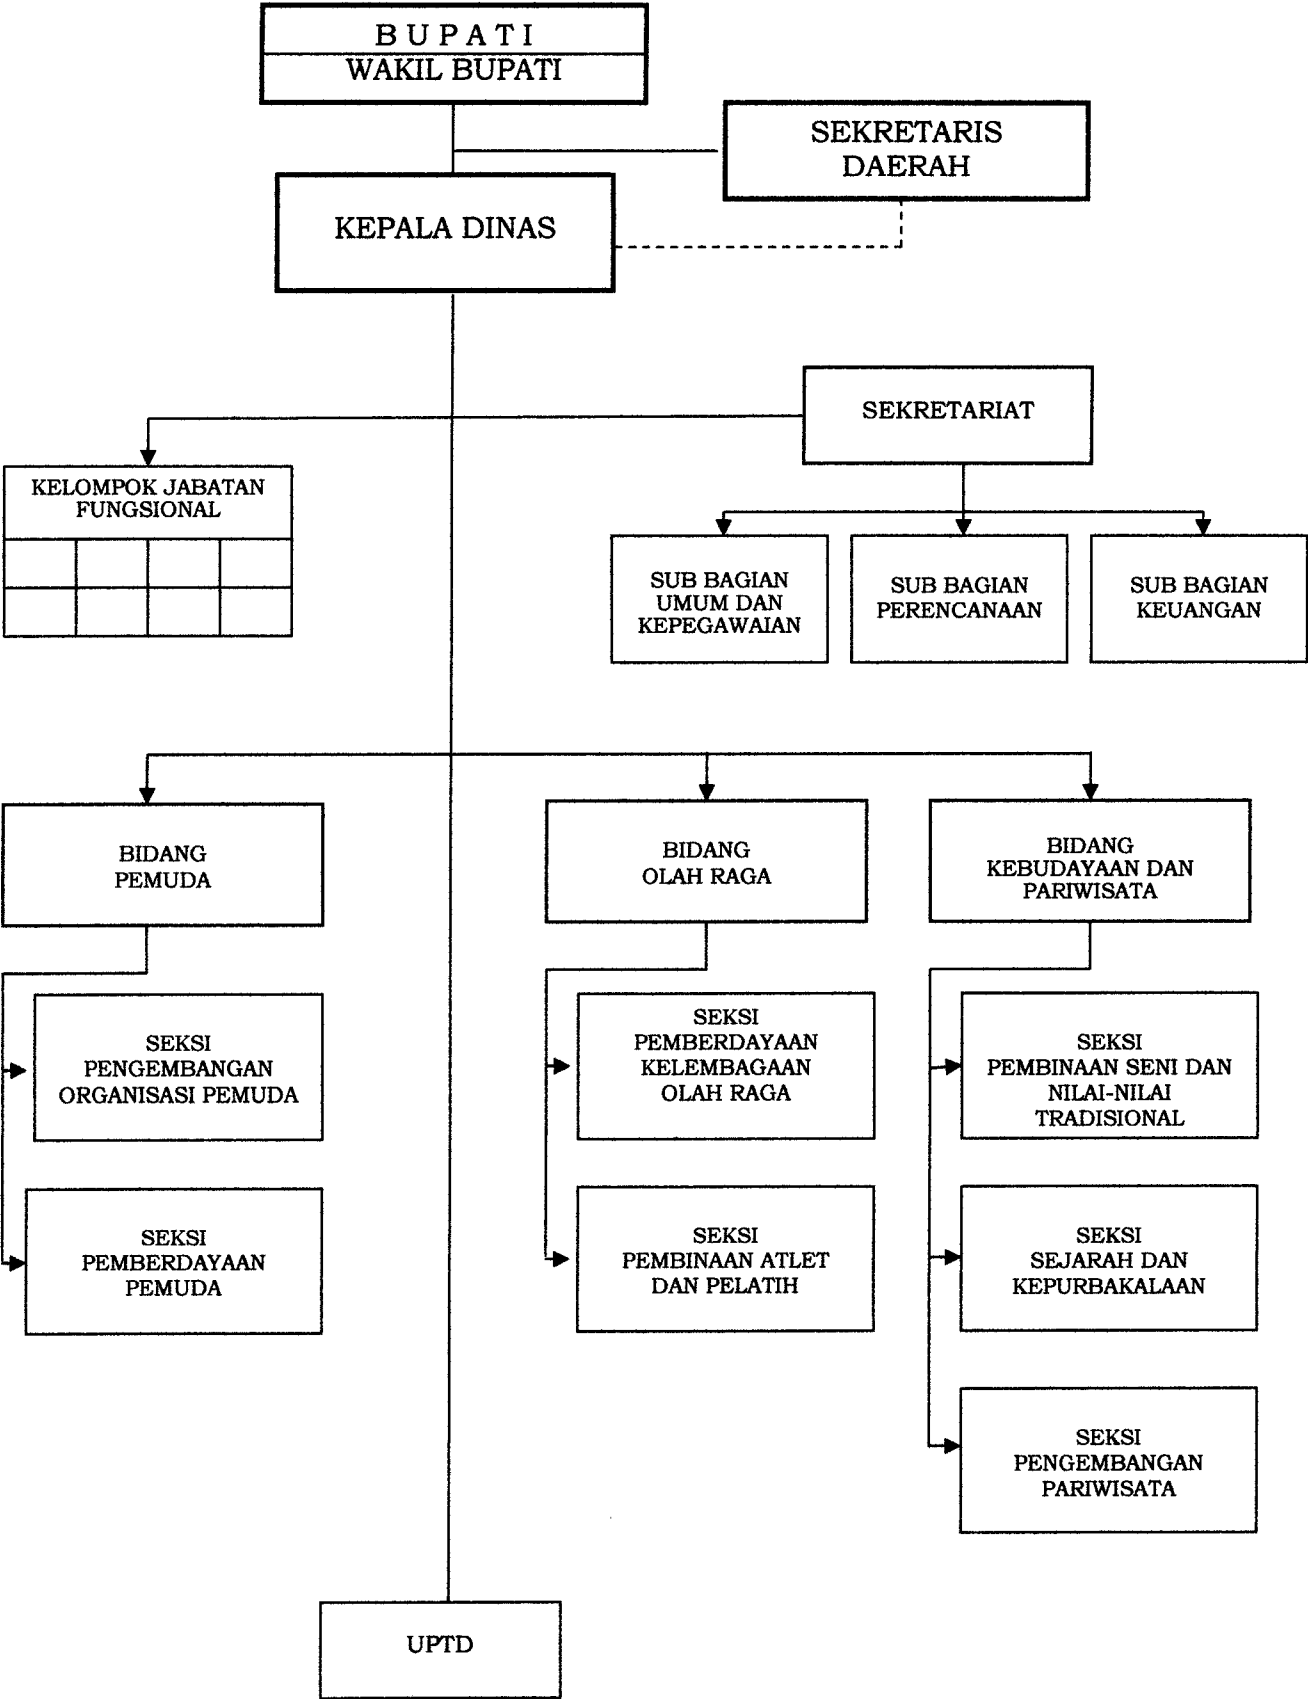 B U P A T I
WAKIL BUPATI
SEKRETARIS
DAERAH
KEPALA DINAS
SEKRETARIAT
KELOMPOK JABATAN
FUNGSIONAL
SUB BAGIAN
UMUM DAN
KEPEGAWAIAN
SUB BAGIAN
PERENCANAAN
SUB BAGIAN
KEUANGAN
BIDANG
PEMUDA
BIDANG
OLAH RAGA
BIDANG
KEBUDAYAAN DAN
PARIWISATA
SEKSI
PENGEMBANGAN
ORGANISASI PEMUDA
SEKSI
PEMBERDAYAAN
KELEMBAGAAN
OLAH RAGA
SEKSI
PEMBINAAN SENI DAN
NILAI-NILAI
TRADISIONAL
SEKSI
PEMBERDAYAAN
PEMUDA
SEKSI
PEMBINAAN ATLET
DAN PELATIH
SEKSI
SEJARAH DAN
KEPURBAKALAAN
SEKSI
PENGEMBANGAN
PARIWISATA
UPTD